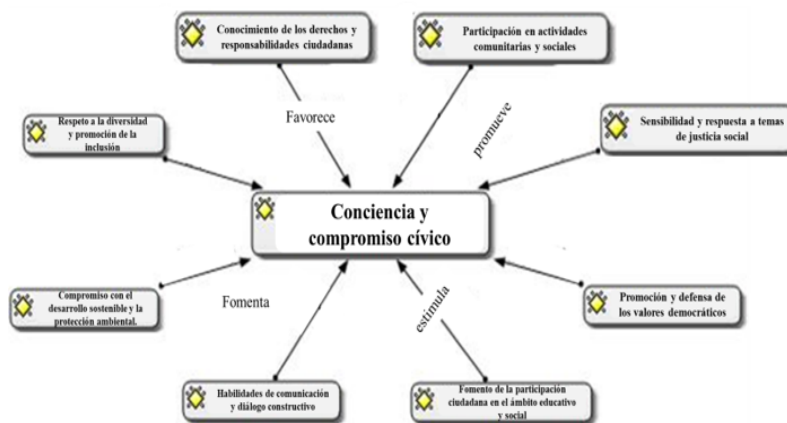 Conocimiento de los derechos y
responsabilidades ciudadanas
Participación en actividades
comunitarias y sociales
Favorece
promueve
Respeto a la diversidad
y promoción de la
inclusión
Sensibilidad y respuesta a temas
de justicia social
Conciencia y
compromiso cívico
Compromiso con el
desarrollo sostenible y la
protección ambiental.
Fomenta
estimula
Promoción y defensa de
los valores democráticos
Habilidades de comunicación
y diálogo constructivo
Fomento de la participación
ciudadana en el ámbito educativo
y social